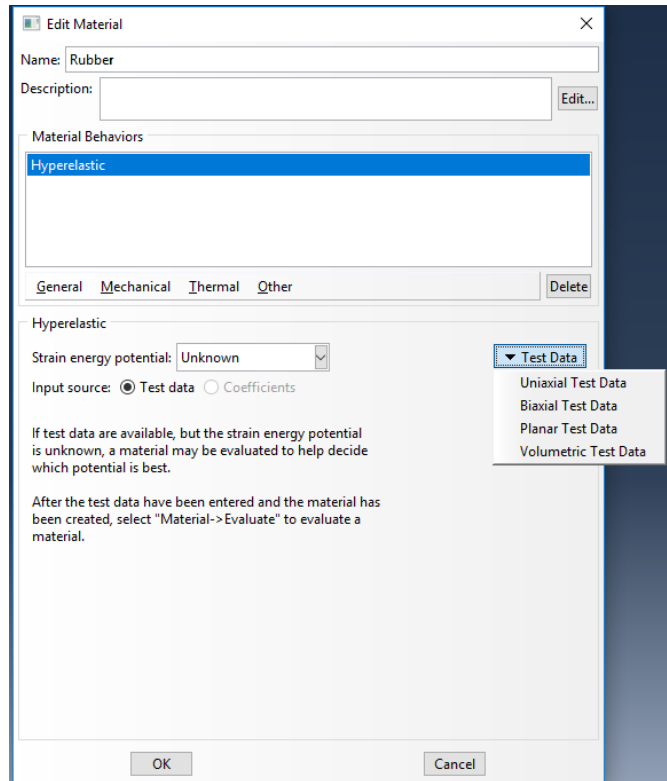 Edit Material
Name: Rubber
Description:
Edit...
Material Behaviors
Hyperelastic
General Mechanical Thermal Other Delete
Hyperelastic
Strain energy potential: Unknown Test Data
Input source: Test data Coefficients
Uniaxial Test Data
Biaxial Test Data
Planar Test Data
Volumetric Test Data
If test data are available, but the strain energy potential
is unknown, a material may be evaluated to help decide
which potential is best.
After the test data have been entered and the material has
been created, select "Material->Evaluate" to evaluate a
material.
OK Cancel